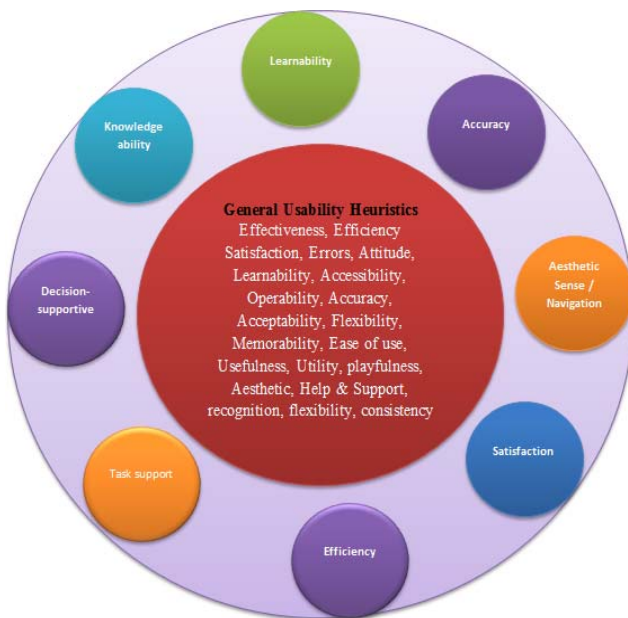 Learnability
Accuracy
Knowledge
ability
General Usability Heuristics
Effectiveness, Efficiency
Satisfaction, Errors, Attitude,
Learnability, Accessibility,
Operability, Accuracy,
Acceptability, Flexibility,
Memorability, Ease of use,
Usefulness, Utility, playfulness,
Aesthetic, Help & Support,
recognition, flexibility, consistency
Aesthetic
Sense /
Navigation
Decision-
supportive
Satisfaction
Task support
Efficiency